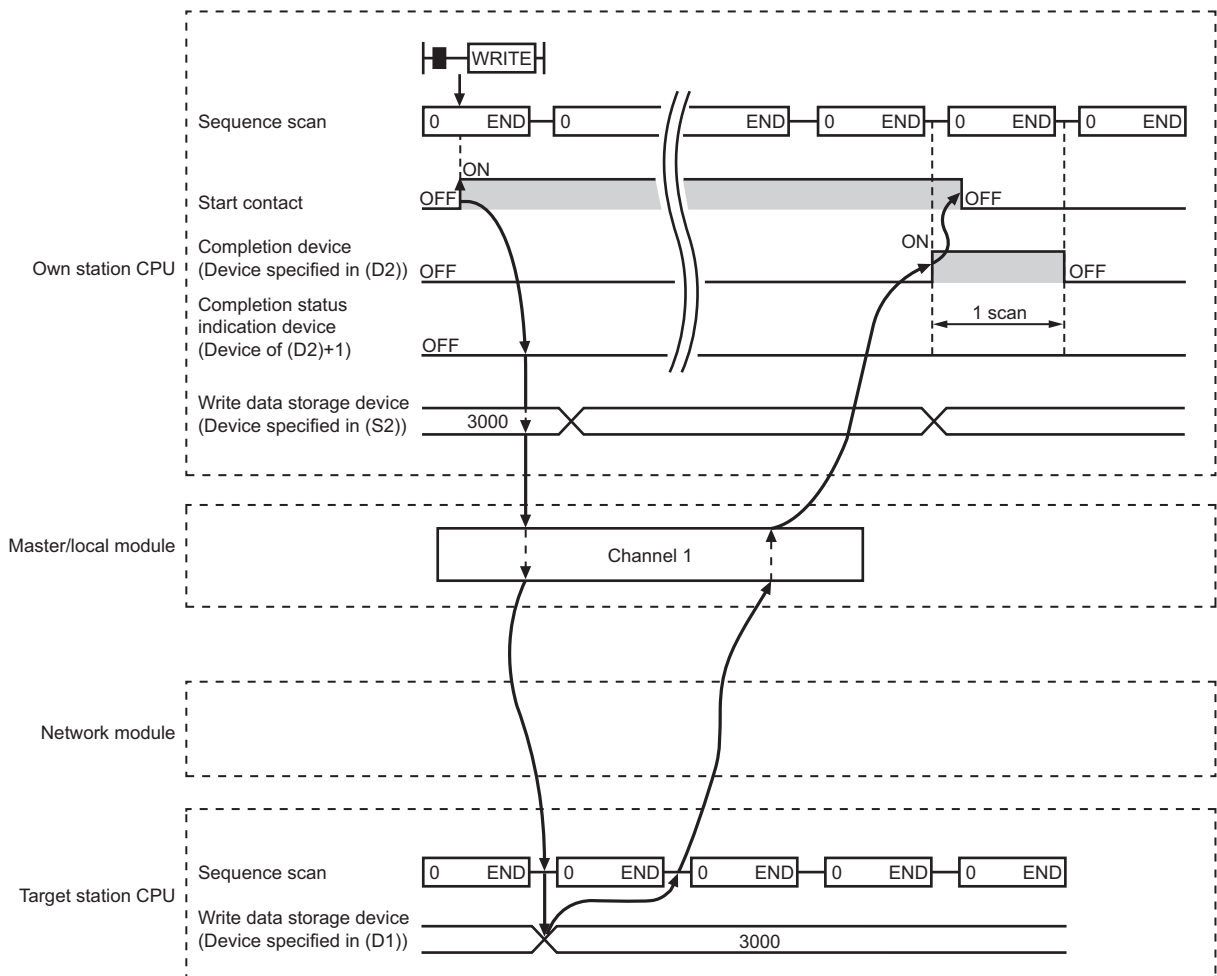 WRITE
Sequence scan
0 END 0 END 0 END 0 END 0 END
ON
Start contact
OFF OFF
Completion device
(Device specified in (D2))
ON
OFF OFF
Own station CPU
Completion status
indication device
(Device of (D2)+1)
1 scan
OFF
Write data storage device
(Device specified in (S2))
3000
Master/local module
Channel 1
Network module
Sequence scan
0 END 0 END 0 END 0 END 0 END
Target station CPU
Write data storage device
(Device specified in (D1))
3000